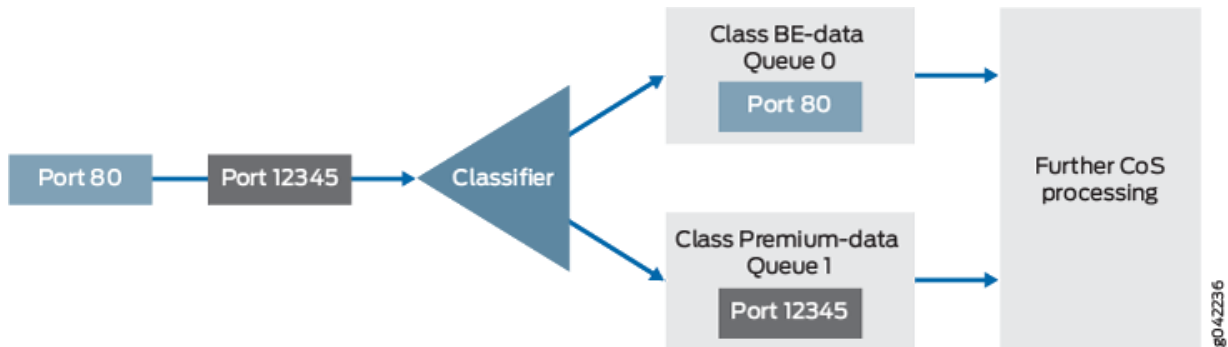 Port 80
Port 12345
Classifier
Class BE-data
Queue 0
Port 80
Class Premium-data
Queue 1
Port 12345
Further CoS
processing
g042236